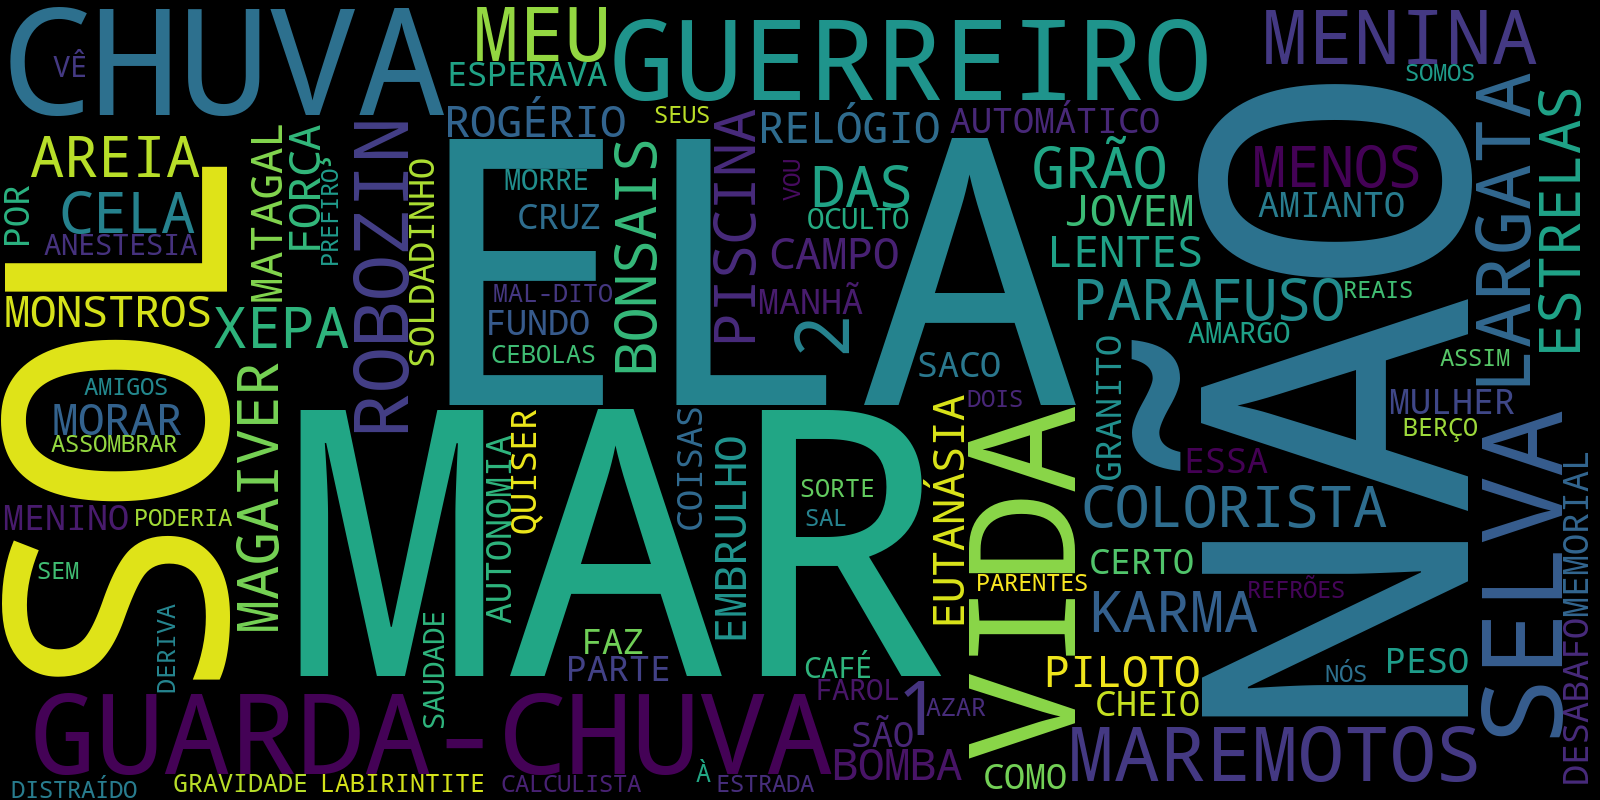 CHUVA
VÊ
MEU
ESPERAVA
GUERREIRO
MENINA
SOMOS
ROGÉRIO
SEUS
RELÓGIO
AUTOMÁTICO
AREIA
CELA
ANESTESIA
POR
MATAGAL
FORÇA
PREFIRO
ROBOZIN
SOLDADINHO
ELA
MORRE
CRUZ
BONSAIS
PISCINA
VOU
DAS
OCULTO
CAMPO
MANHÃ
GRÃO
JOVEM
LENTES
NÃO
MENOS
AMIANTO
LARGATA
ESTRELAS
MONSTROS
XEPA
MAL-DITO
FUNDO
CEBOLAS
2
PARAFUSO
REAIS
AMARGO
SOL
AMIGOS
MORAR
ASSOMBRAR
MAGAIVER
SACO
DOIS
GRANITO
ASSIM
MULHER
BERÇO
MAR
AUTONOMIA
QUISER
COISAS
EMBRULHO
EUTANÁSIA
VIDA
ESSA
COLORISTA
SELVA
MEMORIAL
MENINO
PODERIA
SORTE
SAL
SEM
CERTO
PARENTES
REFRÕES
KARMA
DERIVA
SAUDADE
FAZ
PARTE
CAFÉ
PILOTO
CHEIO
NÓS
PESO
DESABAFO
GUARDA-CHUVA
FAROL
1
AZAR
SÃO
BOMBA
COMO
MAREMOTOS
DISTRAÍDO
GRAVIDADE
LABIRINTITE
CALCULISTA
À
ESTRADA